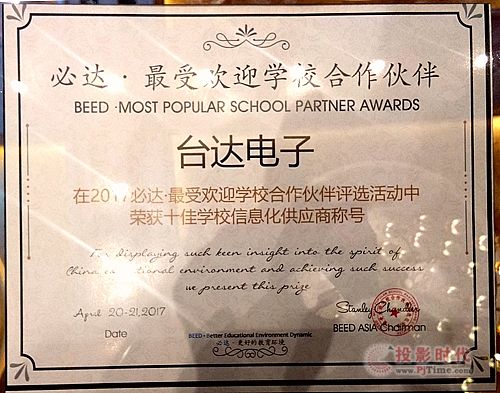 必达·最受欢迎学校合作伙伴
BEED ·MOST POPULAR SCHOOL PARTNER AWARDS
台达电子
在2017必达·最受欢迎学校合作伙伴评选活动中
荣获十佳学校信息化供应商称号
For displaying such keen insight into the spirit of
China educational environment and achieving such success
we present this prize
April 20-21,2017
Date
BEED·Better Educational Environment Dynamic
必达·更好的教育环境
Stanley Chandler
BEED ASIA Chairman
投影时代
www.PjTime.com